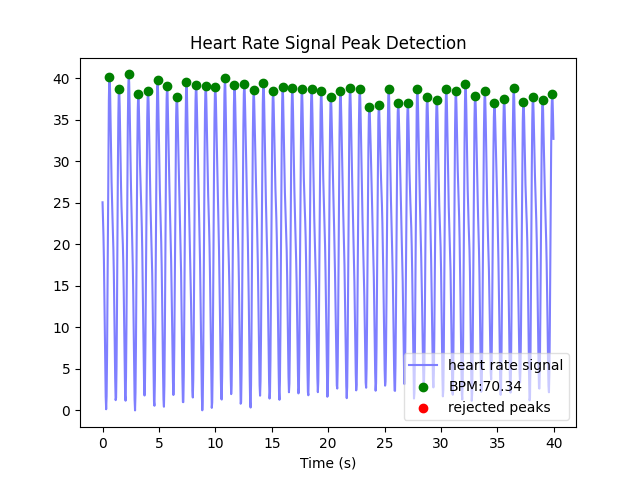 Heart Rate Signal Peak Detection
40
35
30
25
20
15
10
5
0
heart rate signal
BPM:70.34
rejected peaks
0 5 10 15 20 25 30 35 40
Time (s)